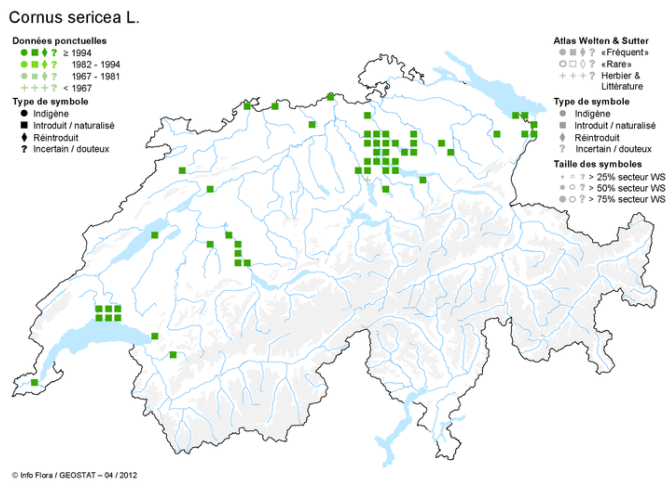 Cornus sericea L.
Données ponctuelles
? ≥ 1994
? 1982 - 1994
? 1967 - 1981
+ + + + < 1967
Type de symbole
Indigène
Introduit / naturalisé
Réintroduit
? Incertain / douteux
Atlas Welten & Sutter
? «Fréquent»
? «Rare»
+ + + + Herbier &
Littérature
Type de symbole
Indigène
Introduit / naturalisé
Réintroduit
? Incertain / douteux
Taille des symboles
? > 25% secteur WS
? > 50% secteur WS
? > 75% secteur WS
© Info Flora / GEOSTAT – 04 / 2012